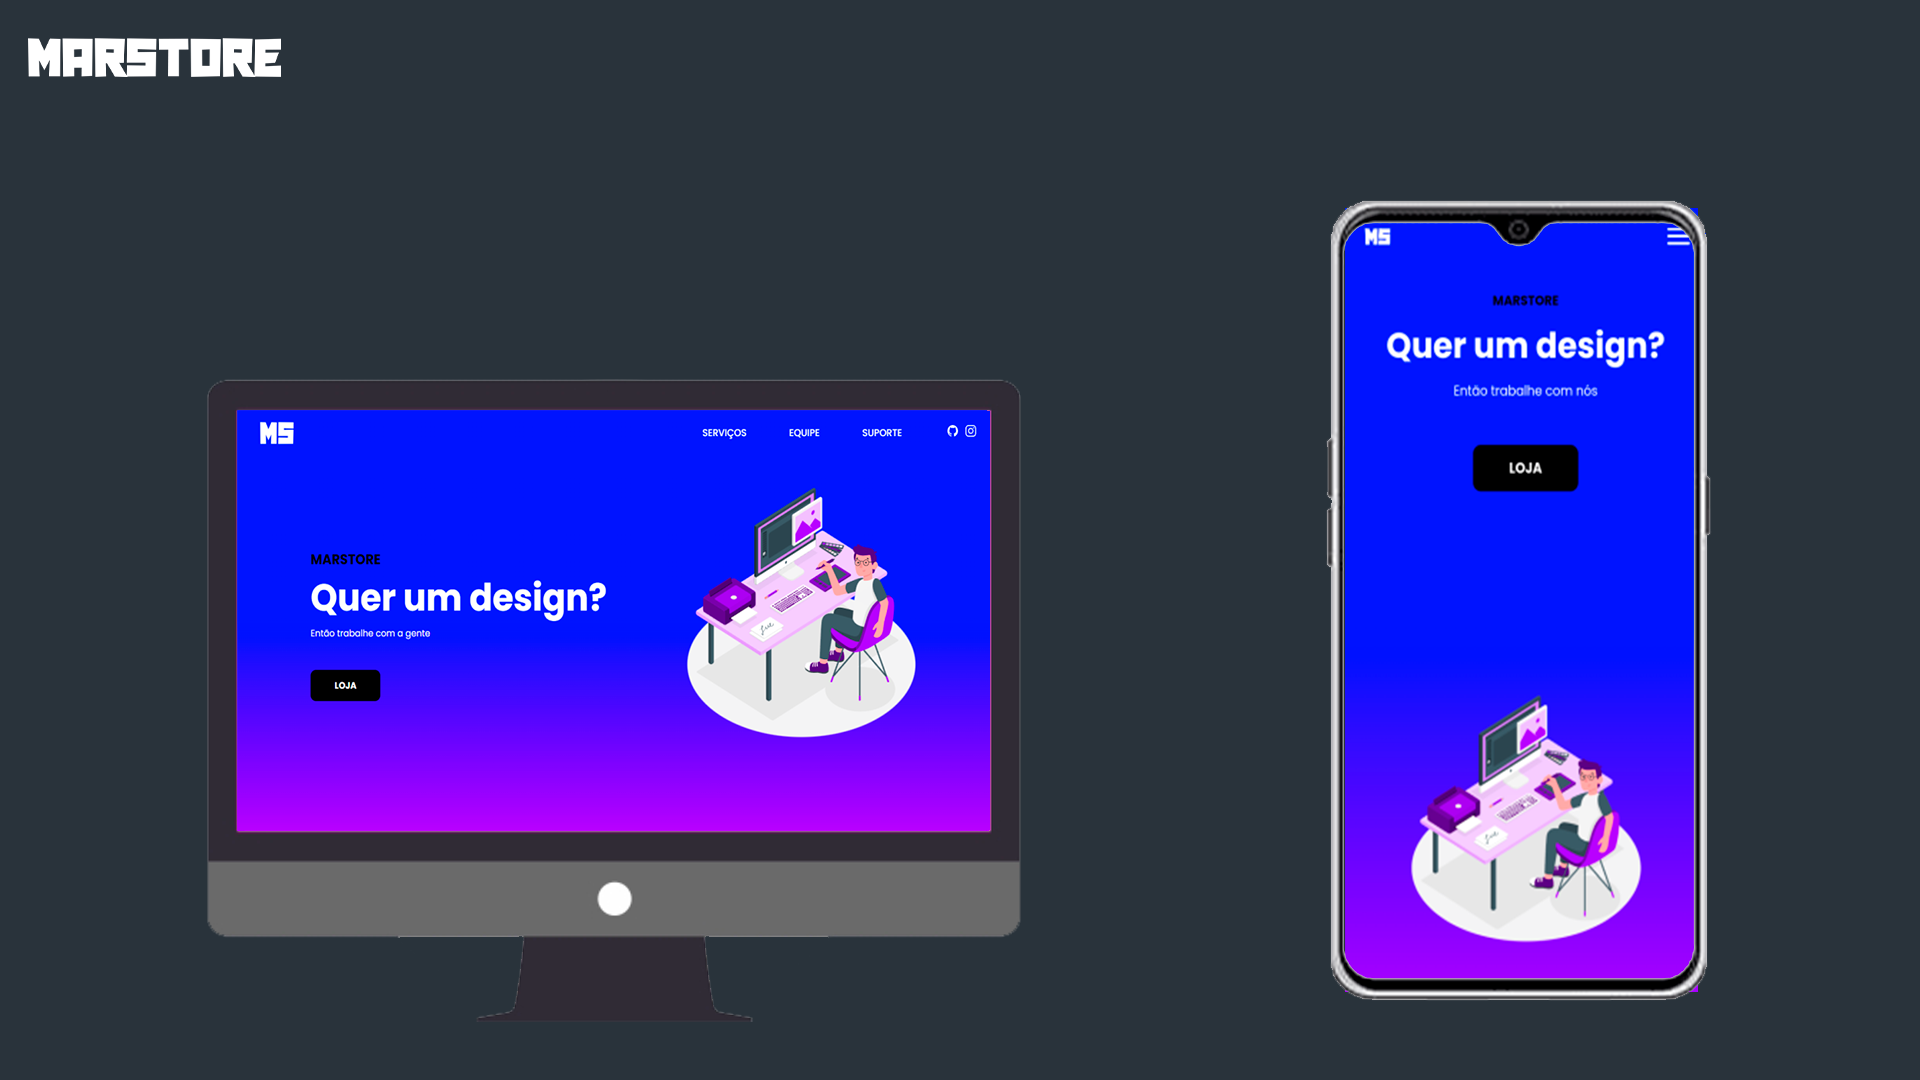 MARSTORE
MS
SERVIÇOS EQUIPE SUPORTE
MARSTORE
Quer um design?
Então trabalhe com a gente
LOJA
MS
MARSTORE
Quer um design?
Então trabalhe com nós
LOJA